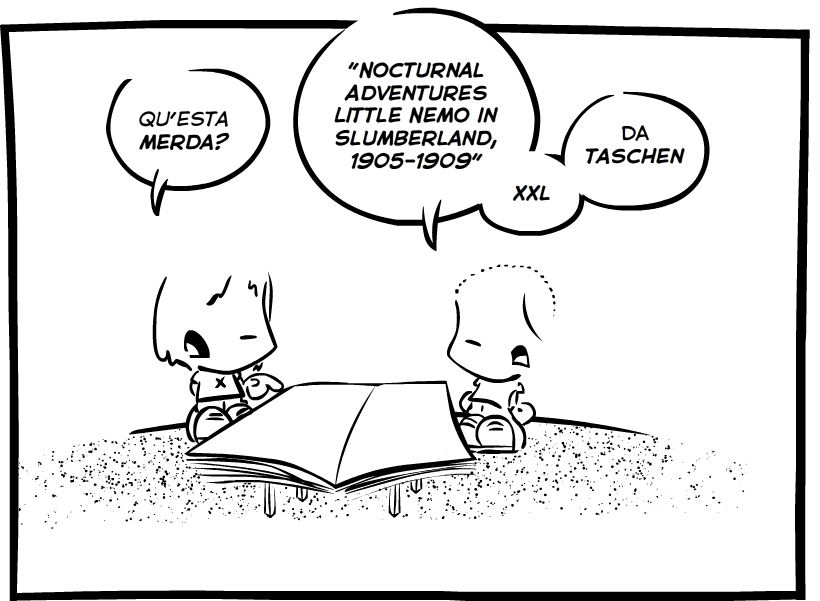 QU'ESTA
MERDA?
"NOCTURNAL
ADVENTURES
LITTLE NEMO IN
SLUMBERLAND,
1905-1909"
XXL
DA
TASCHEN